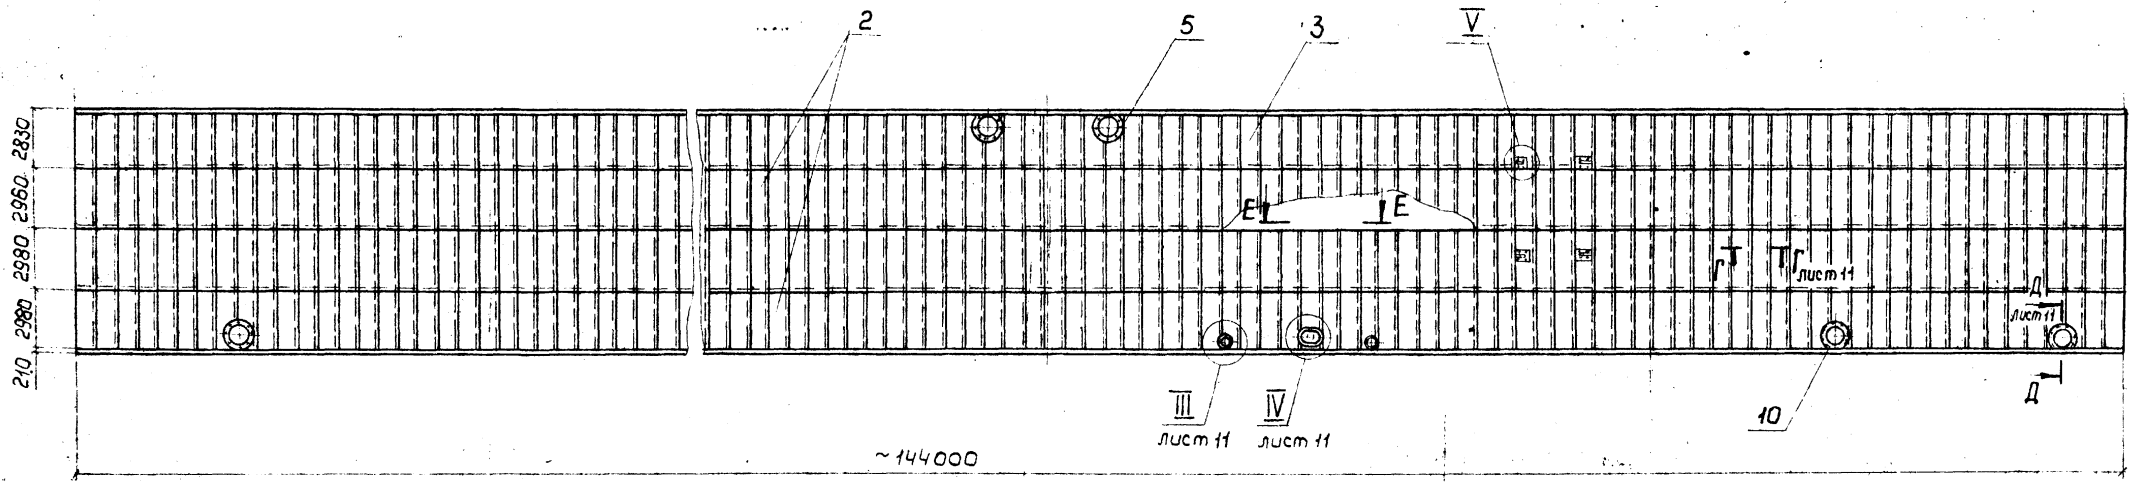 2
5
3
V
2830
2960
2980
2980
210
Е
Е
Г
Г
лист 11
Д
лист 11
Д
III
лист 11
IV
лист 11
10
~144000